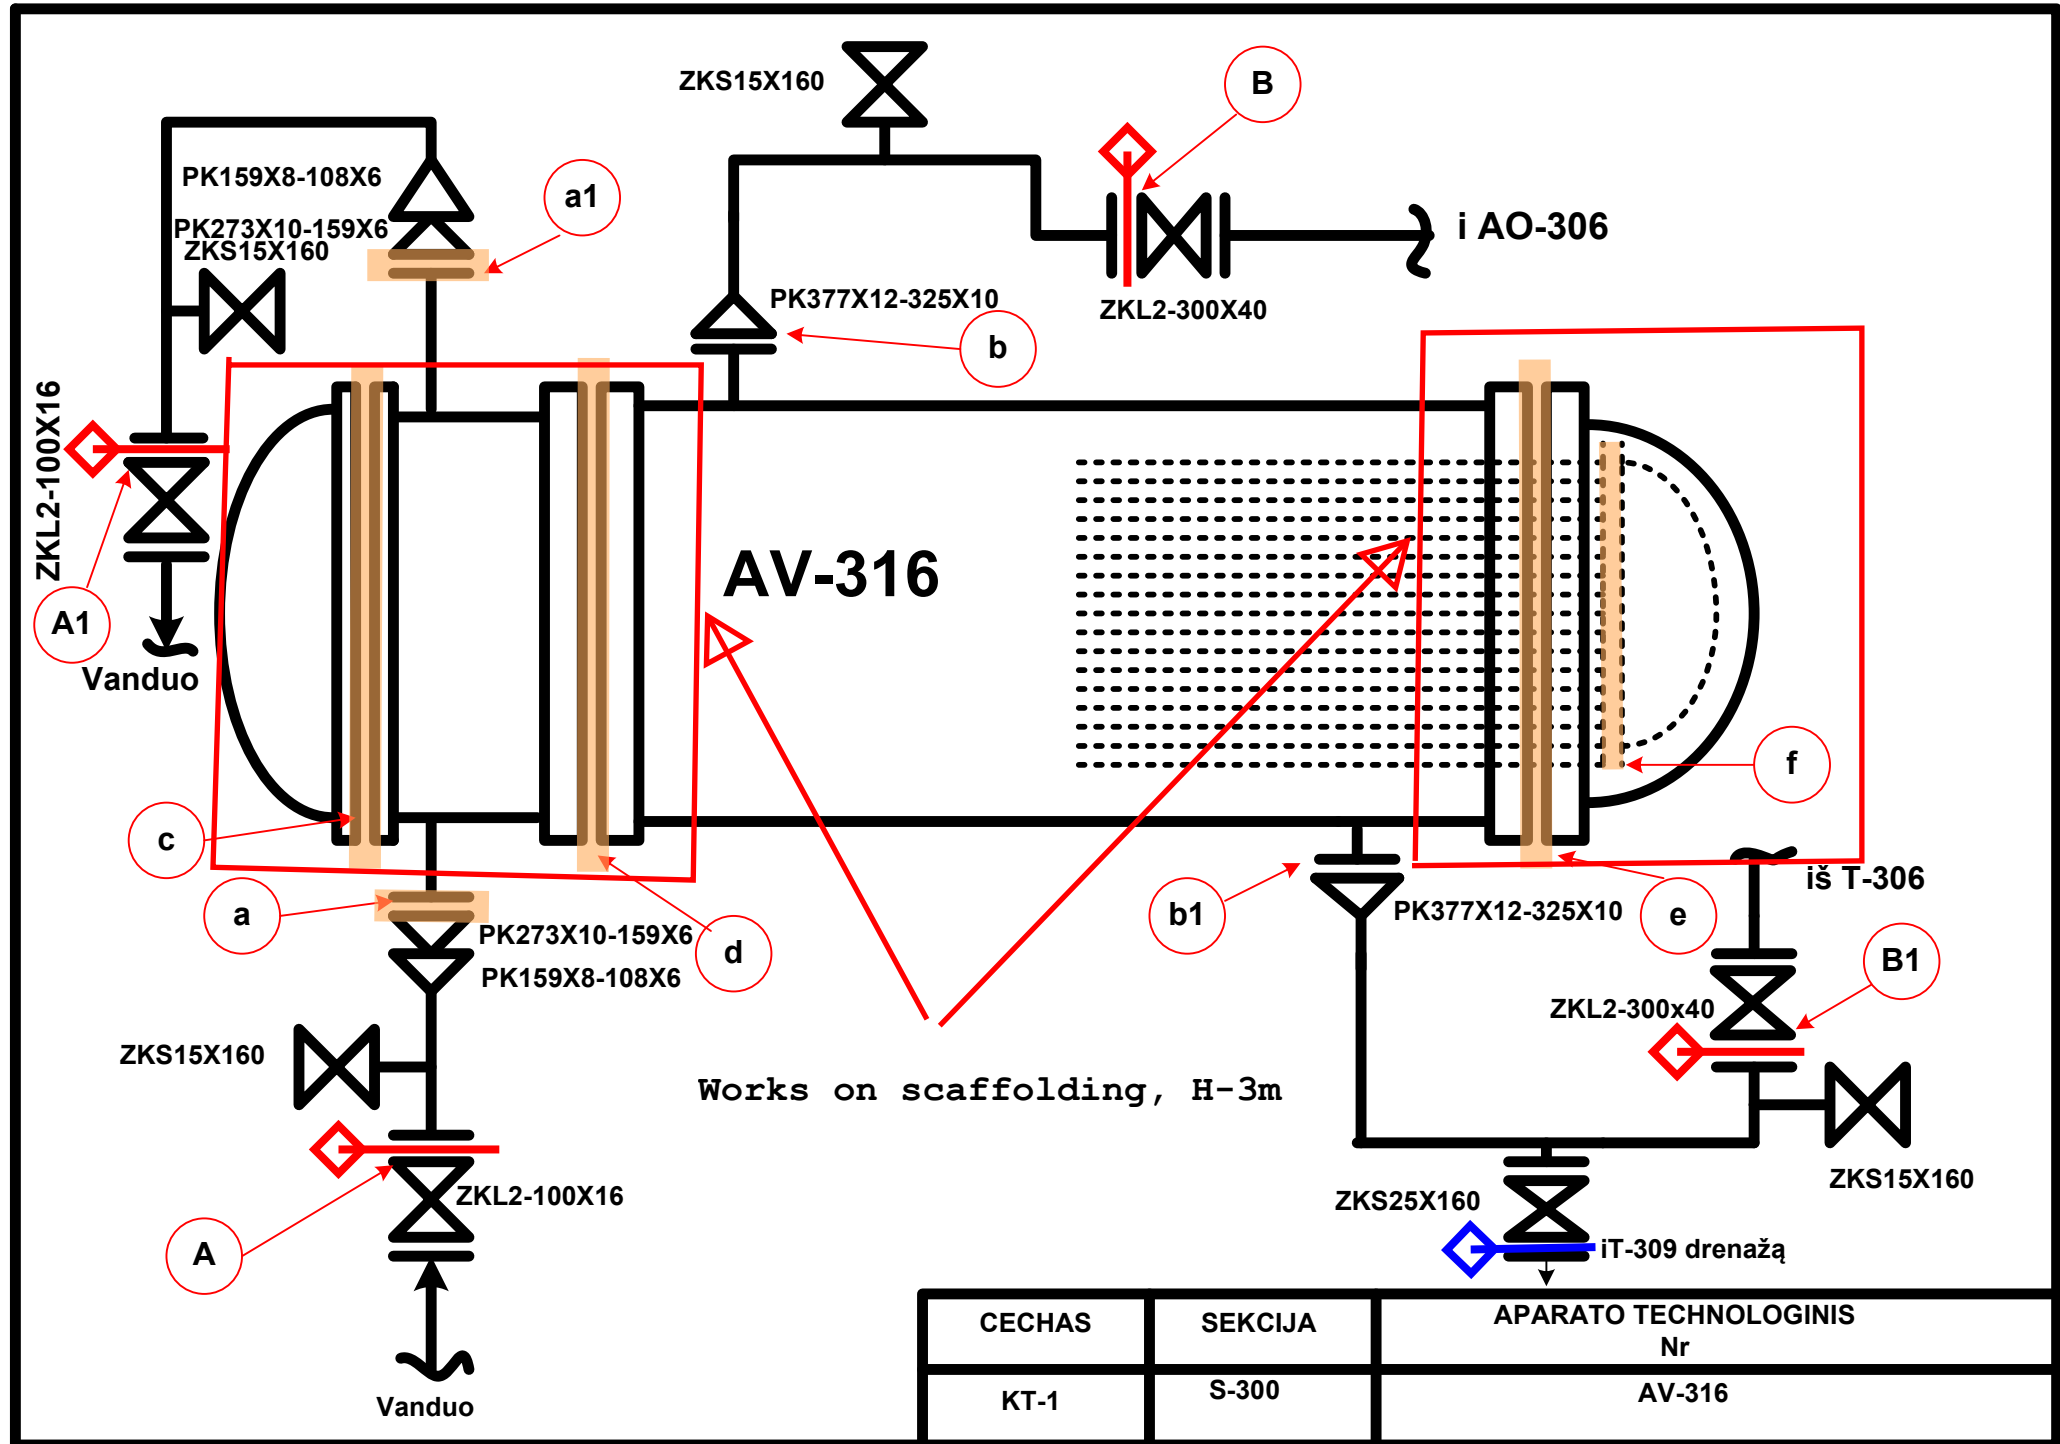 ZKS15X160
B
PK159X8-108X6
a1
PK273X10-159X6
ZKS15X160
i AO-306
PK377X12-325X10
ZKL2-300X40
b
ZKL2-100X16
AV-316
A1
Vanduo
f
c
iš T-306
a
b1
PK377X12-325X10
e
PK273X10-159X6
d
B1
PK159X8-108X6
ZKL2-300x40
ZKS15X160
Works on scaffolding, H-3m
ZKS15X160
ZKL2-100X16
ZKS25X160
A
iT-309 drenažą
Vanduo
CECHAS SEKCIJA APARATO TECHNOLOGINIS
Nr
KT-1 S-300 AV-316